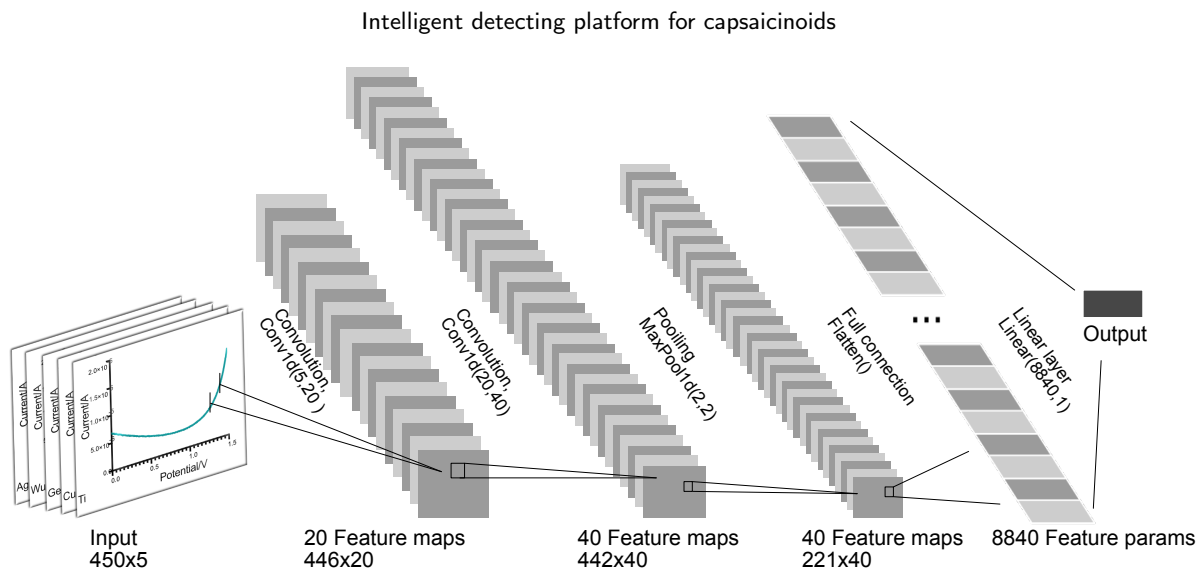 Intelligent detecting platform for capsaicinoids
Convolution,
Conv1d(5,20 )
Convolution,
Conv1d(20,40)
Pooiling
MaxPool1d(2,2)
Full connection
Flatten()
Linear layer
Linear(8840,1)
...
Output
Current/A
Current/A
Current/A
Current/A
Current/A
1.5
1.0
0.5
0.0
Potential/V
Ag
Wu
Ge
Cu
Ti
Input
450x5
20 Feature maps
446x20
40 Feature maps
442x40
40 Feature maps
221x40
8840 Feature params